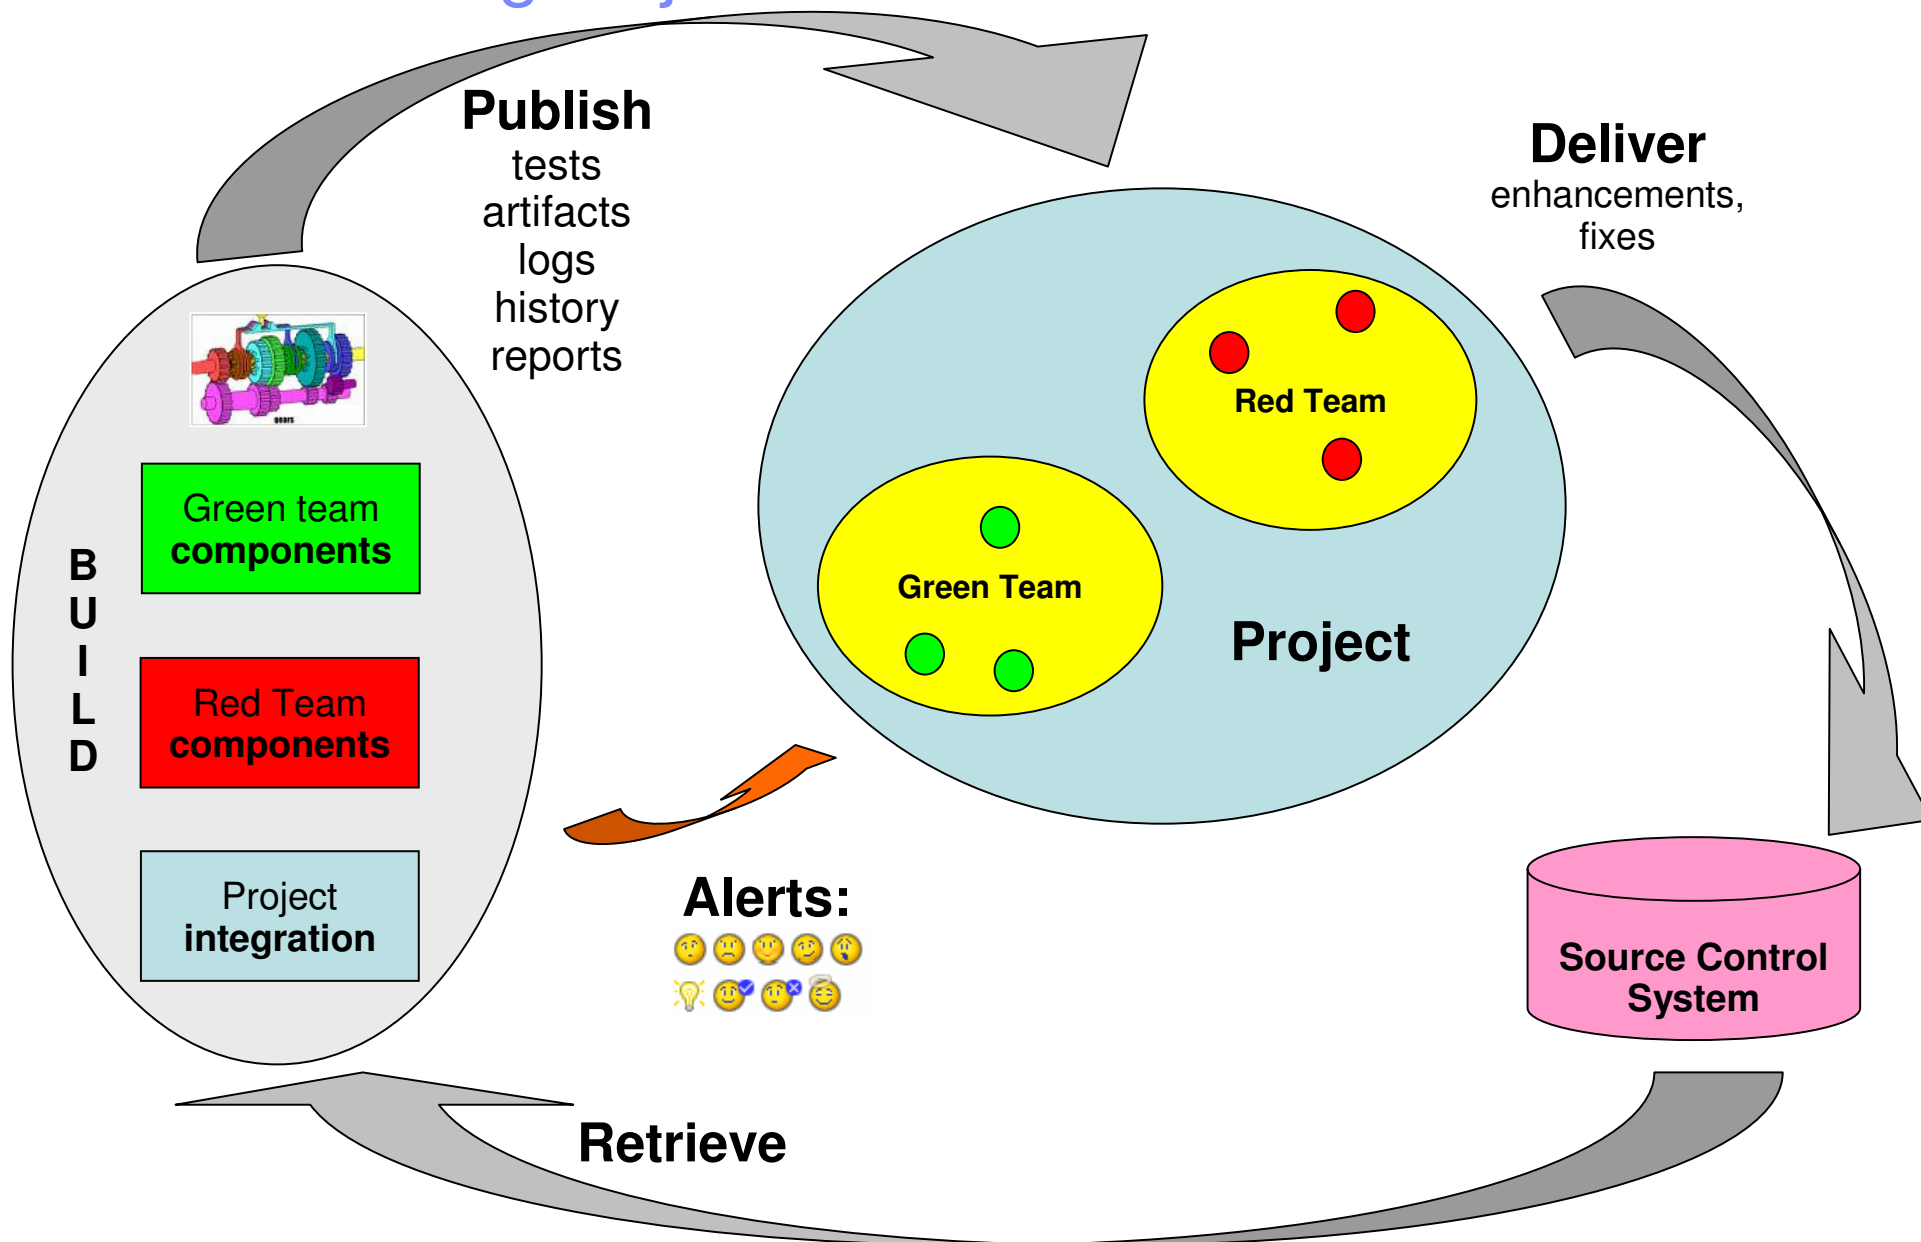 Publish
tests
artifacts
logs
history
reports
Deliver
enhancements,
fixes
gears
B
U
I
L
D
Green team
components
Red Team
components
Project
integration
Red Team
Green Team
Project
Alerts:
Source Control
System
Retrieve